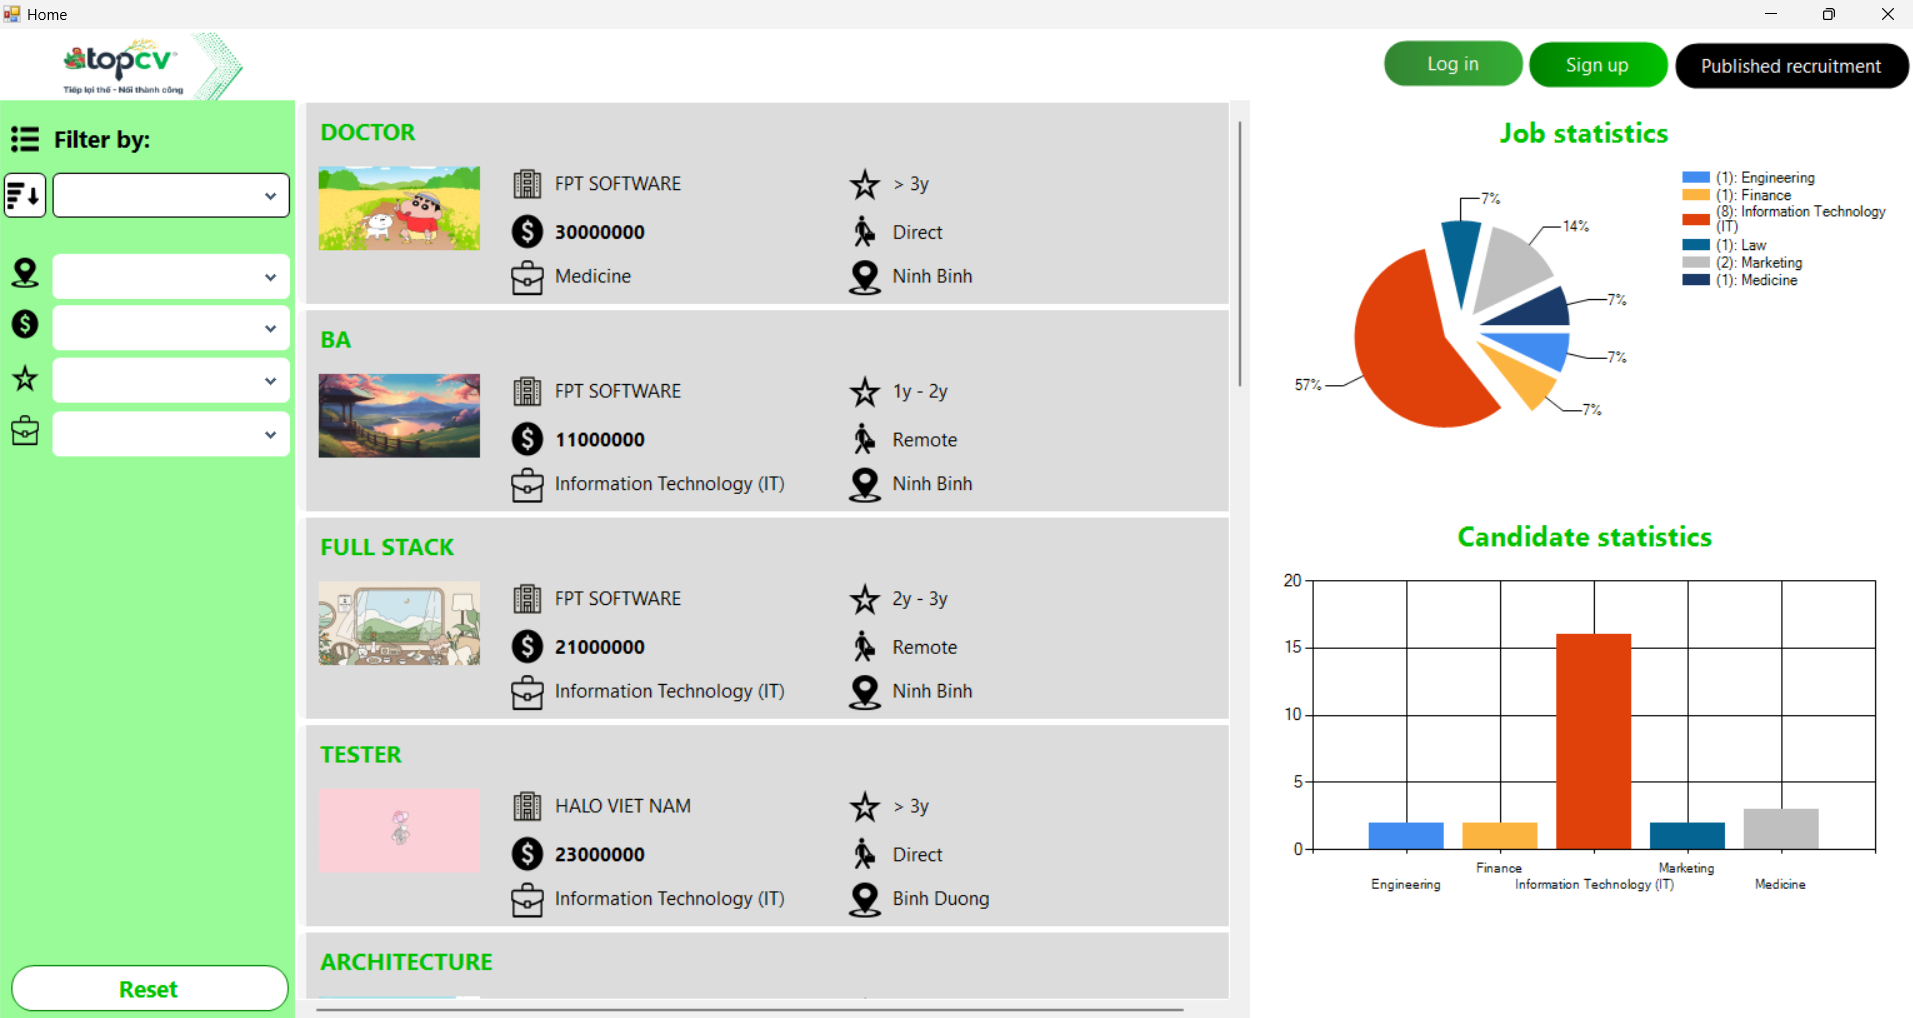 Home
topcv
Tiếp lợi thế - Nối thành công
Log in
Sign up
Published recruitment
Filter by:
Reset
DOCTOR
FPT SOFTWARE
> 3y
30000000
Direct
Medicine
Ninh Binh
BA
FPT SOFTWARE
1y - 2y
11000000
Remote
Information Technology (IT)
Ninh Binh
FULL STACK
FPT SOFTWARE
2y - 3y
21000000
Remote
Information Technology (IT)
Ninh Binh
TESTER
HALO VIET NAM
> 3y
23000000
Direct
Information Technology (IT)
Binh Duong
ARCHITECTURE
Job statistics
(1): Engineering
(1): Finance
(8): Information Technology
(IT)
(1): Law
(2): Marketing
(1): Medicine
7%
14%
7%
7%
57%
7%
Candidate statistics
20
15
10
5
0
Finance
Marketing
Engineering
Information Technology (IT)
Medicine